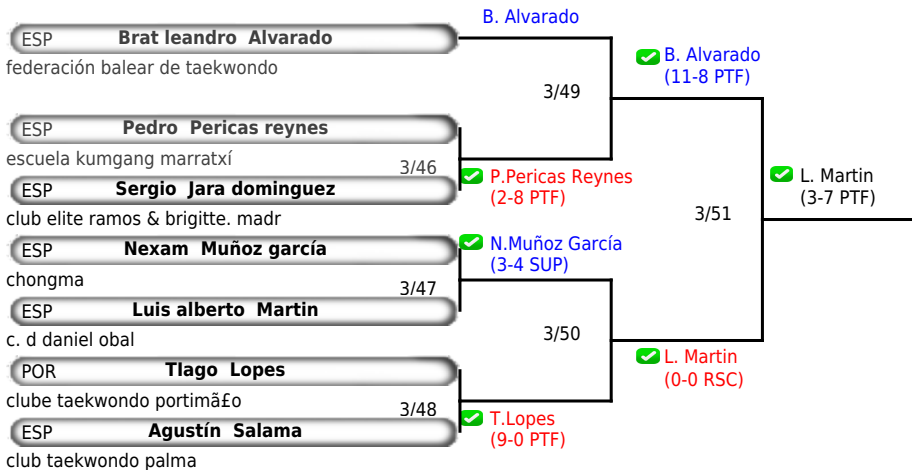 B. Alvarado
ESP Brat leandro Alvarado
federación balear de taekwondo
B. Alvarado
(11-8 PTF)
3/49
ESP Pedro Pericas reynes
escuela kumgang marratxí
3/46
P.Pericas Reynes
(2-8 PTF)
ESP Sergio Jara dominguez
club elite ramos & brigitte. madr
L. Martin
(3-7 PTF)
3/51
ESP Nexam Muñoz garcía
chongma
N.Muñoz García
(3-4 SUP)
3/47
ESP Luis alberto Martin
c. d daniel obal
3/50
L. Martin
(0-0 RSC)
POR TIago Lopes
clube taekwondo portimã£o
3/48
T.Lopes
(9-0 PTF)
ESP Agustín Salama
club taekwondo palma